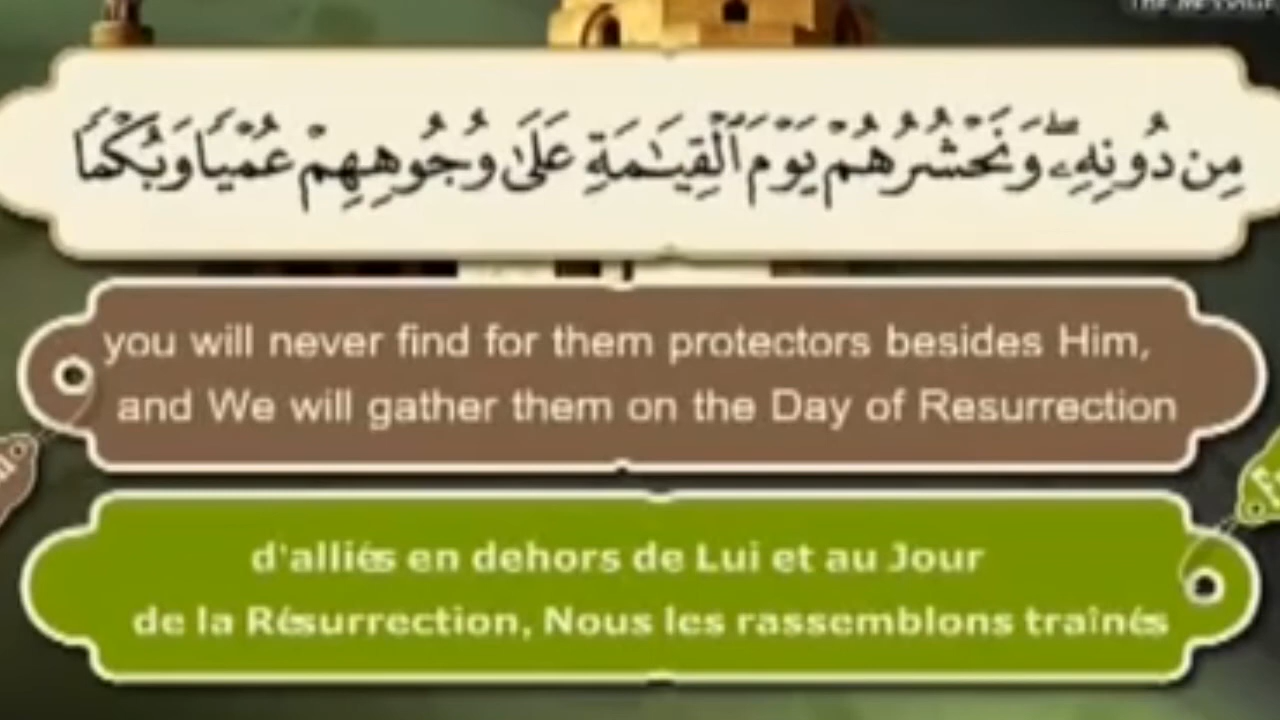 مِن دُونِهِۦ ۖ وَنَحْشُرُهُمْ يَوْمَ ٱلْقِيَـٰمَةِ عَلَىٰ وُجُوهِهِمْ عُمْيًا وَبُكْمًا
you will never find for them protectors besides Him,
and We will gather them on the Day of Resurrection
d'alliés en dehors de Lui et au Jour
de la Résurrection, Nous les rassemblons traînés